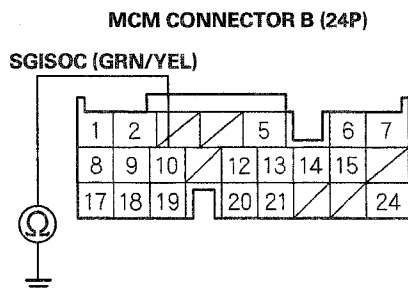 MCM CONNECTOR B (24P)
SGISOC (GRN/YEL)
1 2 5 6 7
8 9 10 12 13 14 15
17 18 19 20 21 24
Ω